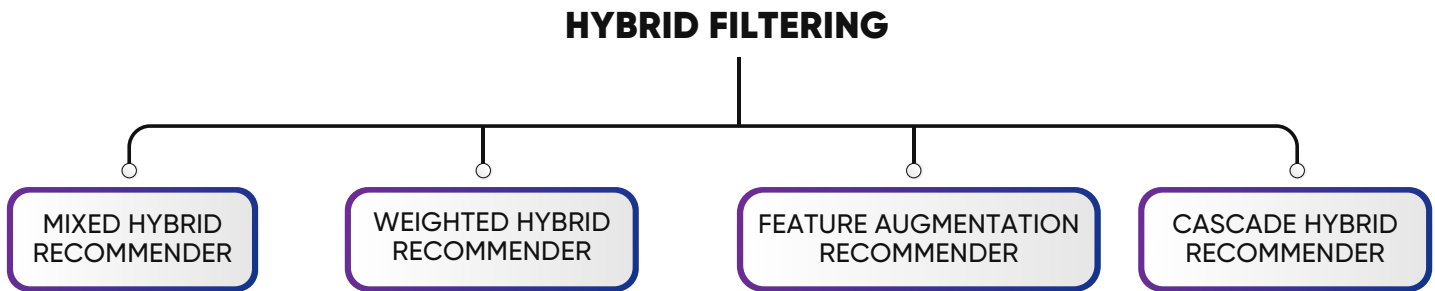 HYBRID FILTERING
MIXED HYBRID
RECOMMENDER
WEIGHTED HYBRID
RECOMMENDER
FEATURE AUGMENTATION
RECOMMENDER
CASCADE HYBRID
RECOMMENDER